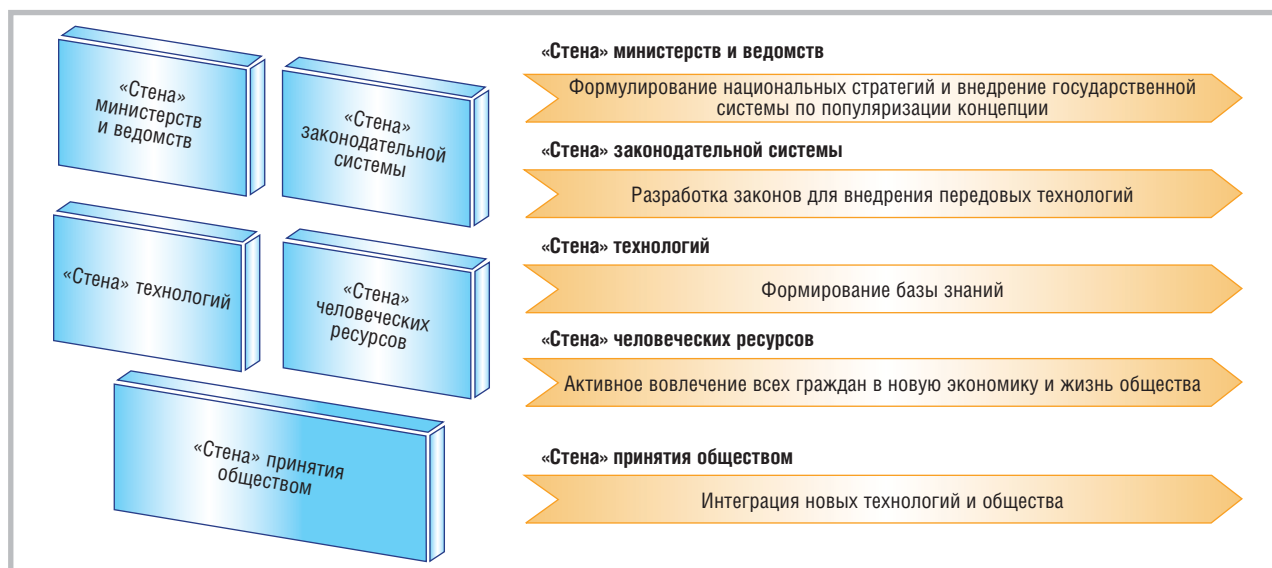 «Стена»
министерств
и ведомств
«Стена»
законодательной
системы
«Стена» технологий
«Стена»
человеческих
ресурсов
«Стена» принятия
обществом
«Стена» министерств и ведомств
Формулирование национальных стратегий и внедрение государственной
системы по популяризации концепции
«Стена» законодательной системы
Разработка законов для внедрения передовых технологий
«Стена» технологий
Формирование базы знаний
«Стена» человеческих ресурсов
Активное вовлечение всех граждан в новую экономику и жизнь общества
«Стена» принятия обществом
Интеграция новых технологий и общества